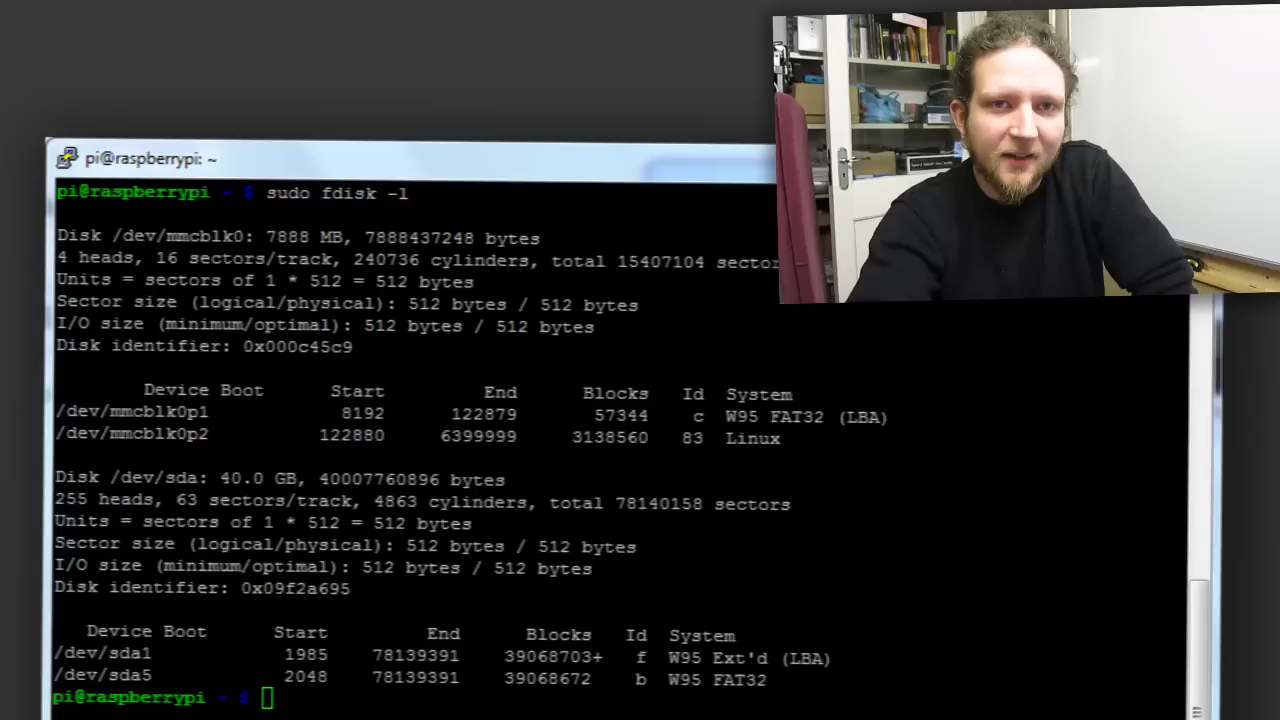 pi@raspberrypi: ~
pi@raspberrypi ~ $ sudo fdisk -l
Disk /dev/mmcblk0: 7888 MB, 7888437248 bytes
4 heads, 16 sectors/track, 240736 cylinders, total 15407104 sector
Units = sectors of 1 * 512 = 512 bytes
Sector size (logical/physical): 512 bytes / 512 bytes
I/O size (minimum/optimal): 512 bytes / 512 bytes
Disk identifier: 0x000c45c9
Device Boot Start End Blocks Id System
/dev/mmcblk0p1 8192 122879 57344 c W95 FAT32 (LBA)
/dev/mmcblk0p2 122880 6399999 3138560 83 Linux
Disk /dev/sda: 40.0 GB, 40007760896 bytes
255 heads, 63 sectors/track, 4863 cylinders, total 78140158 sectors
Units = sectors of 1 * 512 = 512 bytes
Sector size (logical/physical): 512 bytes / 512 bytes
I/O size (minimum/optimal): 512 bytes / 512 bytes
Disk identifier: 0x09f2a695
Device Boot Start End Blocks Id System
/dev/sda1 1985 78139391 39068703+ f W95 Ext'd (LBA)
/dev/sda5 2048 78139391 39068672 b W95 FAT32
pi@raspberrypi ~ $